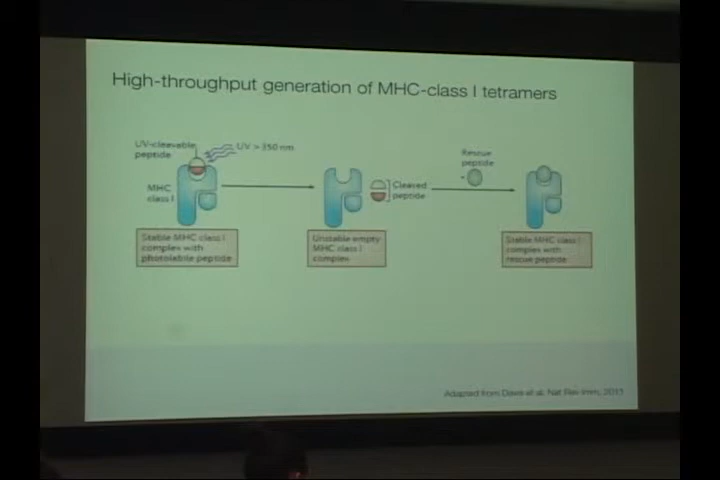 High-throughput generation of MHC-class I tetramers
UV-cleavable
peptide
UV > 350 nm
MHC
class I
Cleaved
peptide
Rescue
peptide
Stable MHC class I
complex with
photolabile peptide
Unstable empty
MHC class I
complex
Stable MHC class I
complex with
rescue peptide
Adapted from Davis et al. Nat Rev Imm, 2011